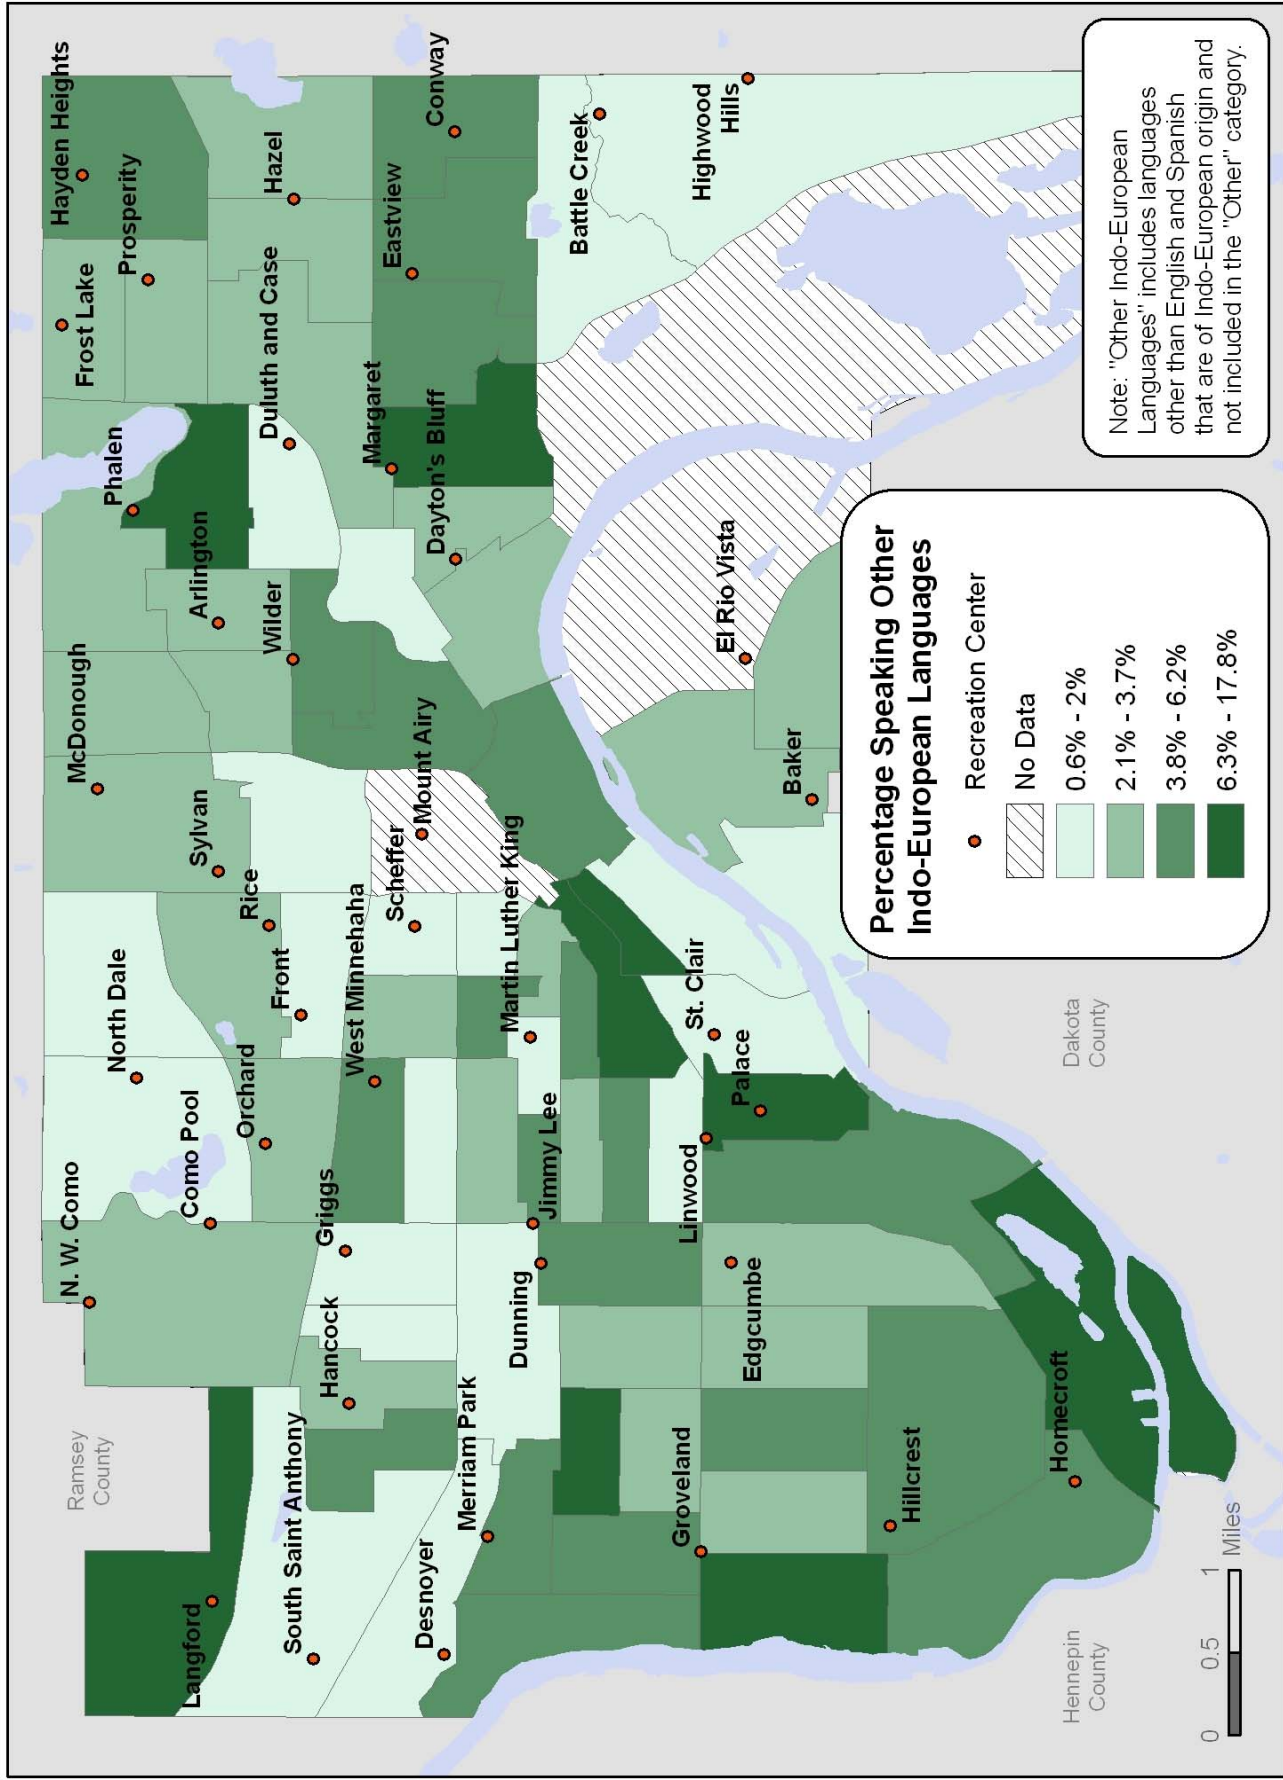 Hayden Heights
Frost Lake
Prosperity
Phalen
McDonough
Arlington
Hazel
Duluth and Case
Wilder
Sylvan
Rice
Front
North Dale
Como Pool
Orchard
N. W. Como
Ramsey
County
Langford
Conway
Eastview
Margaret
Dayton's Bluff
Mount Airy
Scheffer
West Minnehaha
Griggs
Hancock
South Saint Anthony
Battle Creek
Highwood
Hills
Martin Luther King
Jimmy Lee
Dunning
Merriam Park
Desnoyer
El Rio Vista
Baker
St. Clair
Palace
Linwood
Edgcumbe
Groveland
Hillcrest
Homecroft
Dakota
County
Hennepin
County
Percentage Speaking Other
Indo-European Languages
Recreation Center
No Data
0.6% - 2%
2.1% - 3.7%
3.8% - 6.2%
6.3% - 17.8%
Note: "Other Indo-European
Languages" includes languages
other than English and Spanish
that are of Indo-European origin and
not included in the "Other" category.
0 0.5 1
Miles